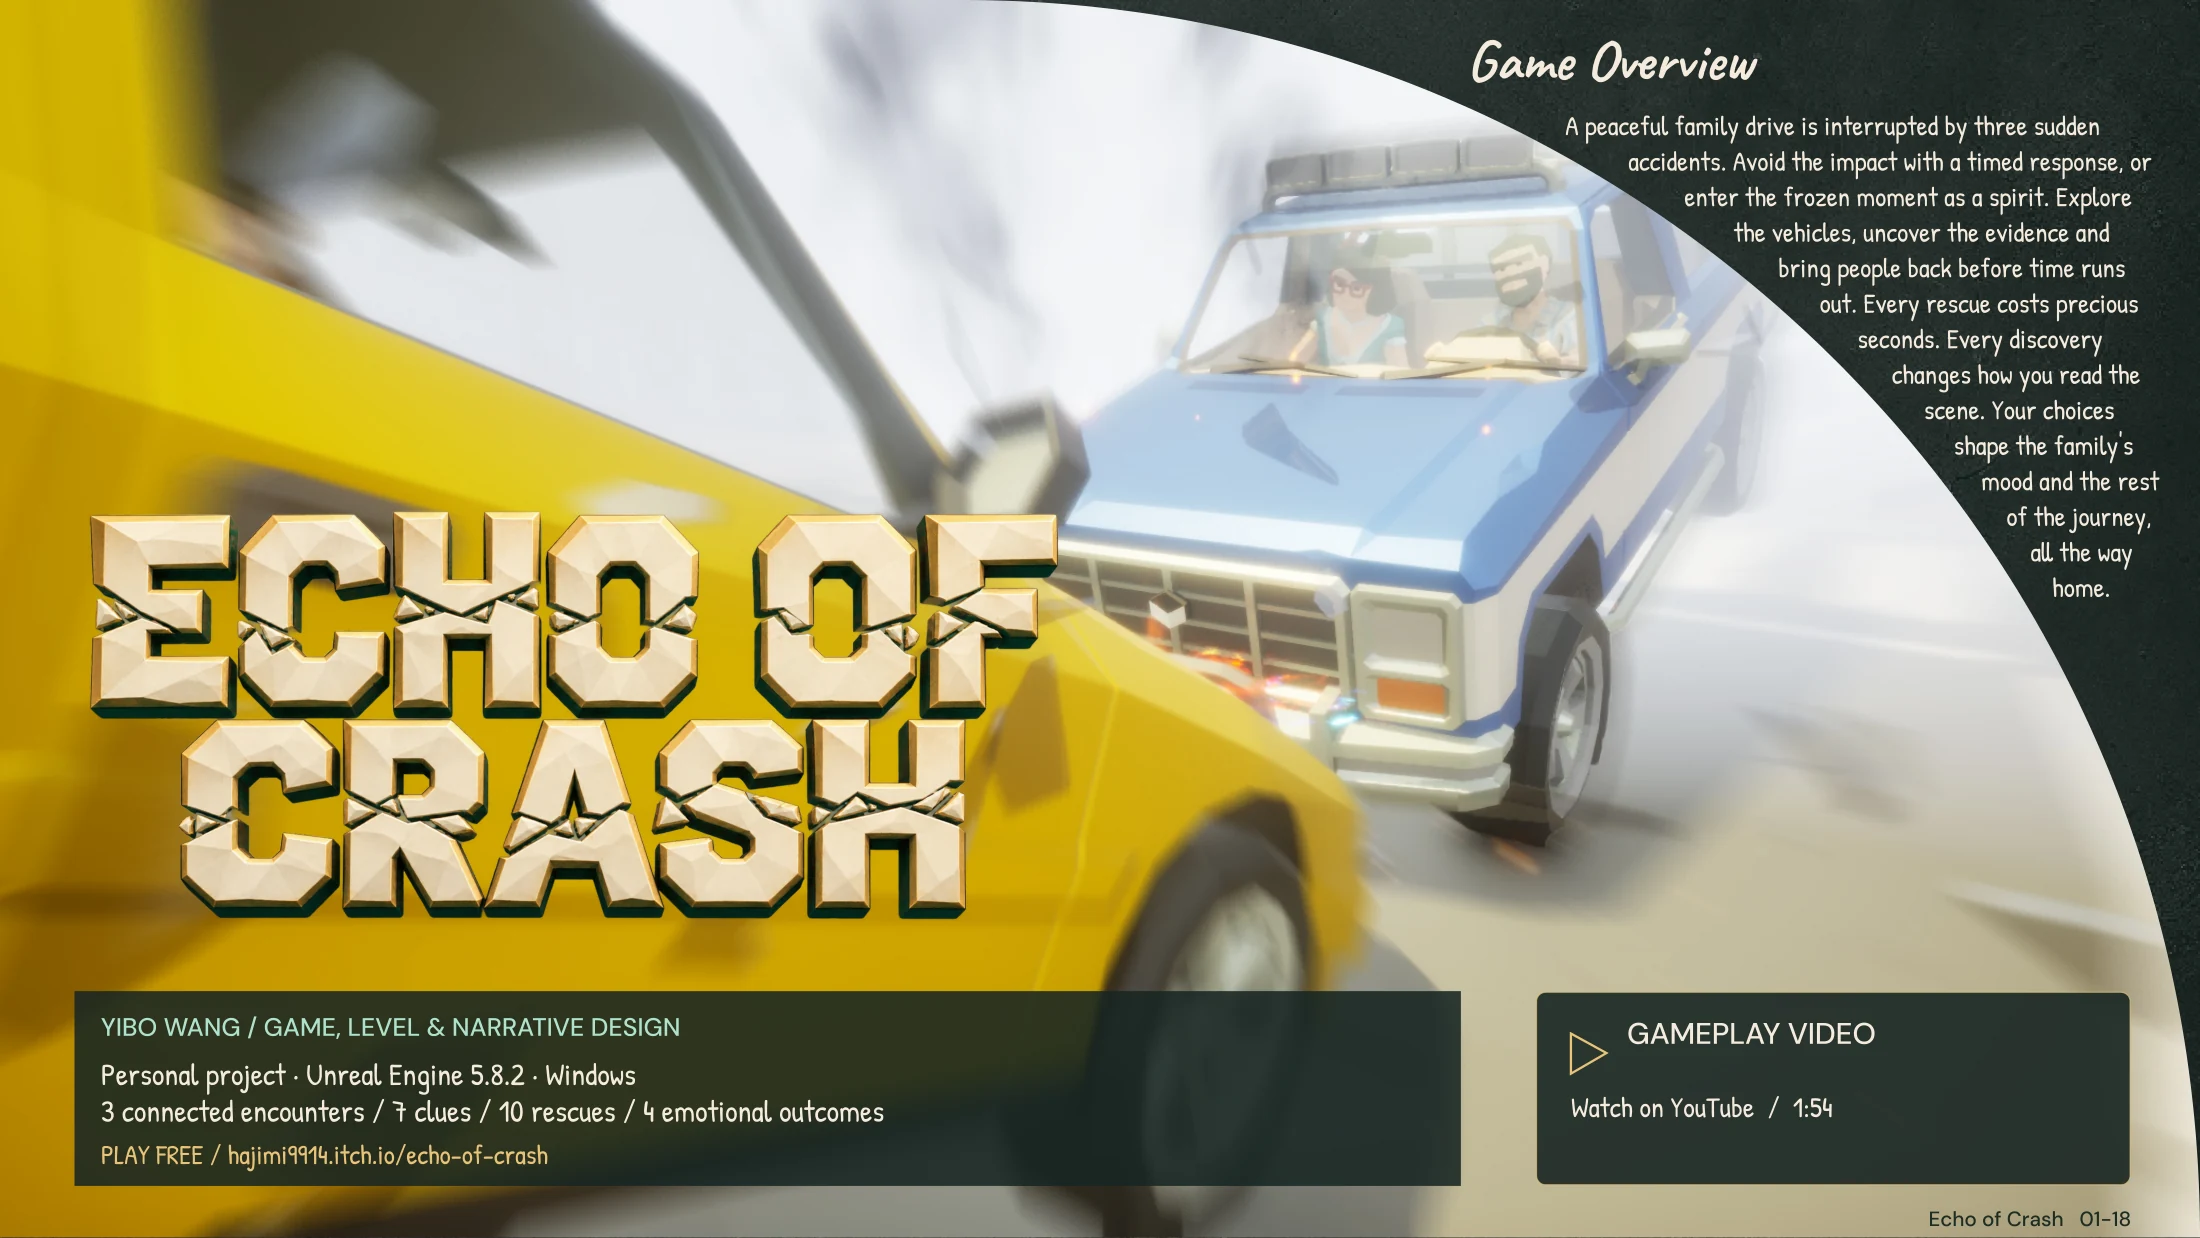 Game Overview
A peaceful family drive is interrupted by three sudden
accidents. Avoid the impact with a timed response, or
enter the frozen moment as a spirit. Explore
the vehicles, uncover the evidence and
bring people back before time runs
out. Every rescue costs precious
seconds. Every discovery
changes how you read the
scene. Your choices
shape the family's
mood and the rest
of the journey,
all the way
home.
ECHO OF
CRASH
YIBO WANG / GAME, LEVEL & NARRATIVE DESIGN
Personal project · Unreal Engine 5.8.2 · Windows
3 connected encounters / 7 clues / 10 rescues / 4 emotional outcomes
PLAY FREE / hajimi9914.itch.io/echo-of-crash
GAMEPLAY VIDEO
Watch on YouTube / 1:54
Echo of Crash 01-18